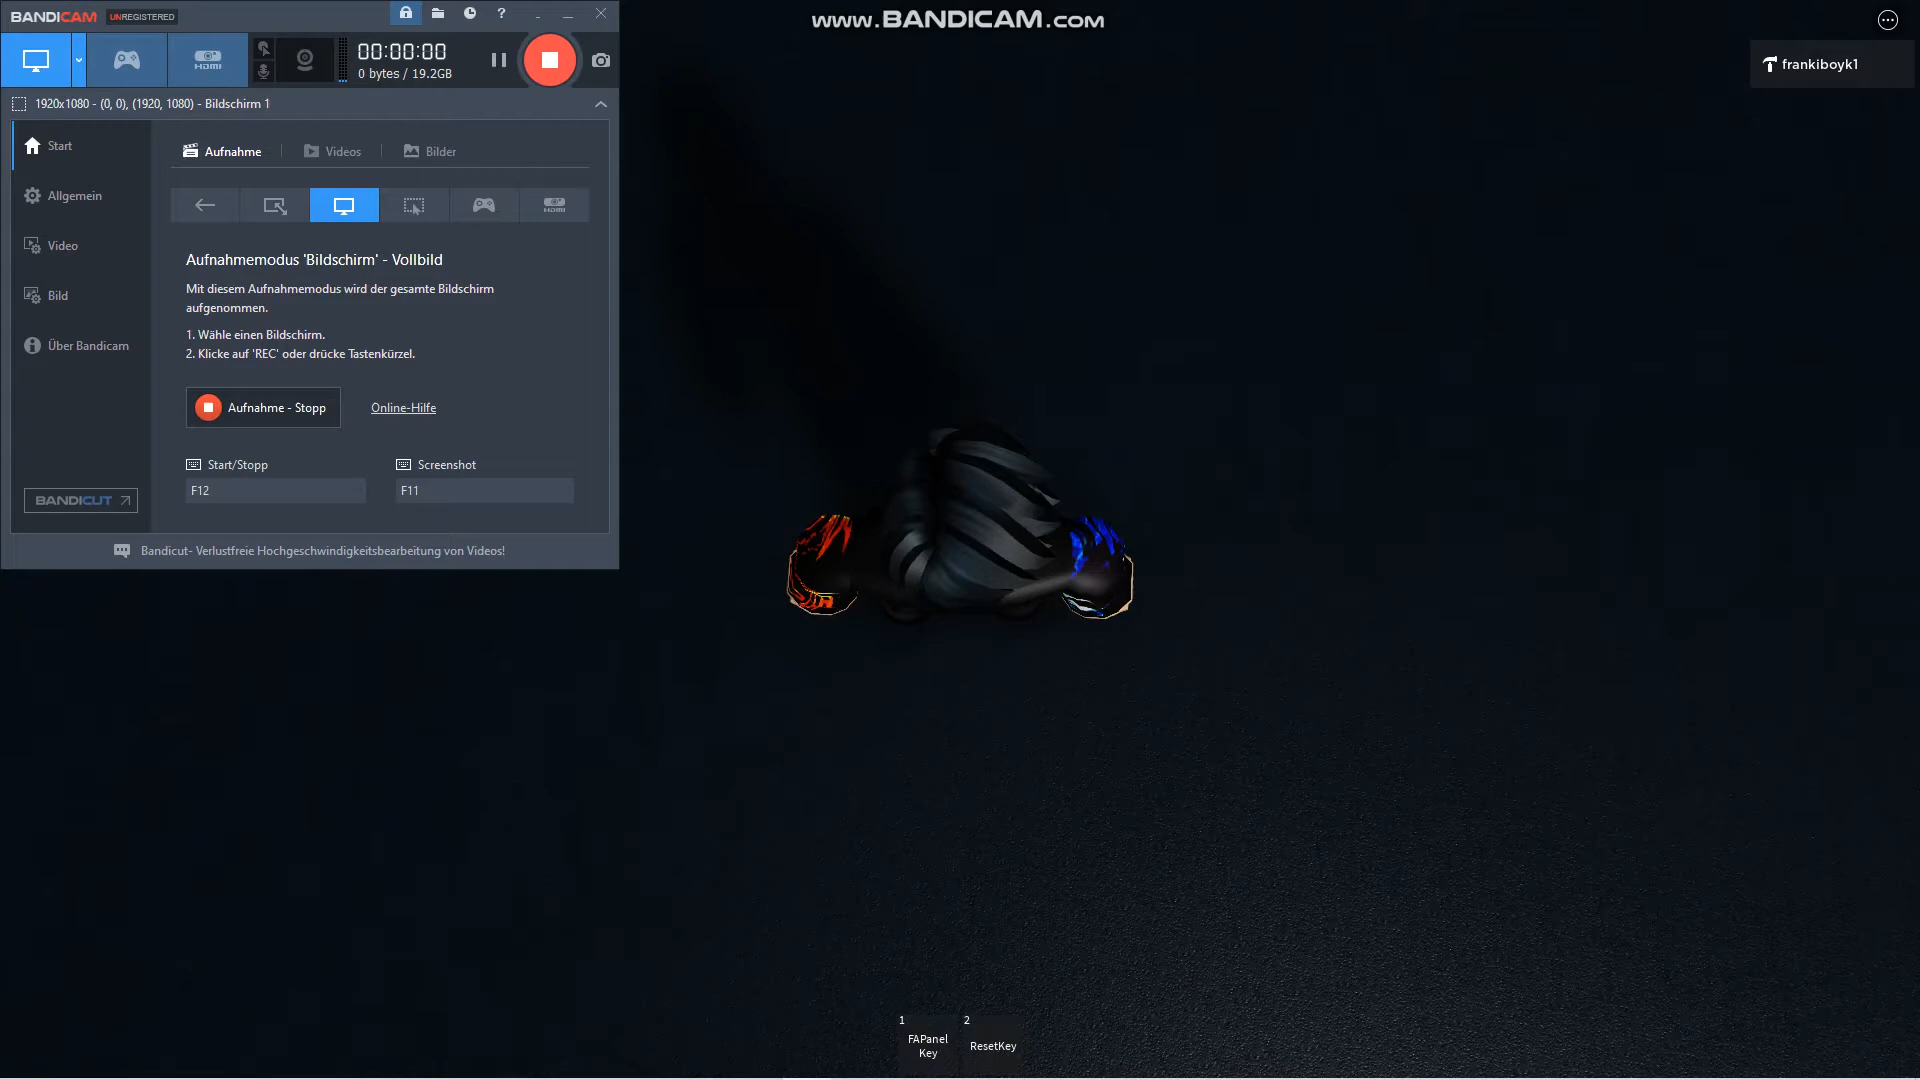 BANDICAM UNREGISTERED
www.BANDICAM.com
HDMI
00:00:00
0 bytes / 19.2GB
frankiboyk1
1920x1080 - (0, 0), (1920, 1080) - Bildschirm 1
Start
Allgemein
Video
Bild
Über Bandicam
BANDICUT
Aufnahme
Videos
Bilder
HDMI
Aufnahmemodus 'Bildschirm' - Vollbild
Mit diesem Aufnahmemodus wird der gesamte Bildschirm
aufgenommen.
1. Wähle einen Bildschirm.
2. Klicke auf 'REC' oder drücke Tastenkürzel.
Aufnahme - Stopp
Online-Hilfe
Start/Stopp
Screenshot
F12
F11
Bandicut- Verlustfreie Hochgeschwindigkeitsbearbeitung von Videos!
1
FAPanel
Key
2
ResetKey